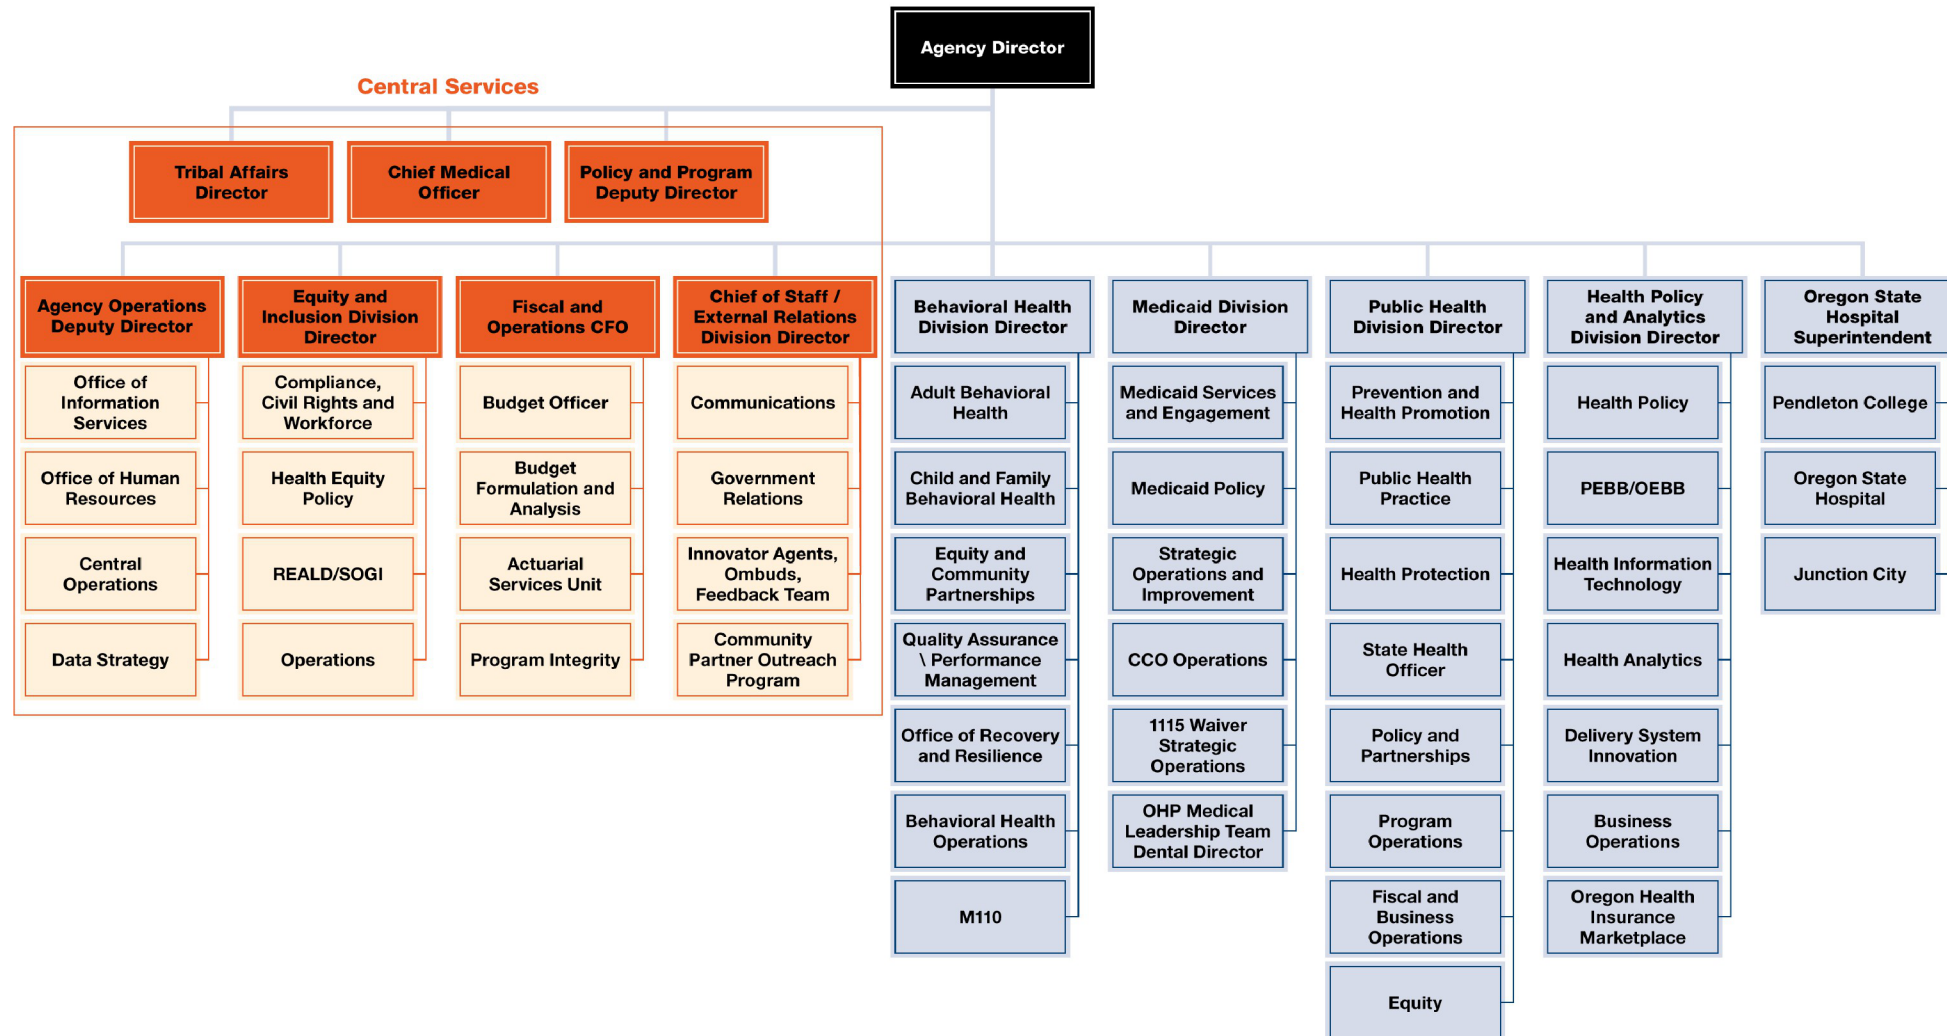 Agency Director
Central Services
Tribal Affairs
Director
Chief Medical
Officer
Policy and Program
Deputy Director
Agency Operations
Deputy Director
Office of
Information
Services
Office of Human
Resources
Central
Operations
Data Strategy
Equity and
Inclusion Division
Director
Compliance,
Civil Rights and
Workforce
Health Equity
Policy
REALD/SOGI
Operations
Fiscal and
Operations CFO
Budget Officer
Budget
Formulation and
Analysis
Actuarial
Services Unit
Program Integrity
Chief of Staff /
External Relations
Division Director
Communications
Government
Relations
Innovator Agents,
Ombuds,
Feedback Team
Community
Partner Outreach
Program
Behavioral Health
Division Director
Adult Behavioral
Health
Child and Family
Behavioral Health
Equity and
Community
Partnerships
Quality Assurance
\ Performance
Management
Office of Recovery
and Resilience
Behavioral Health
Operations
M110
Medicaid Division
Director
Medicaid Services
and Engagement
Medicaid Policy
Strategic
Operations and
Improvement
CCO Operations
1115 Waiver
Strategic
Operations
OHP Medical
Leadership Team
Dental Director
Public Health
Division Director
Prevention and
Health Promotion
Public Health
Practice
Health Protection
State Health
Officer
Policy and
Partnerships
Program
Operations
Fiscal and
Business
Operations
Equity
Health Policy
and Analytics
Division Director
Health Policy
PEBB/OEBB
Health Information
Technology
Health Analytics
Delivery System
Innovation
Business
Operations
Oregon Health
Insurance
Marketplace
Oregon State
Hospital
Superintendent
Pendleton College
Oregon State
Hospital
Junction City